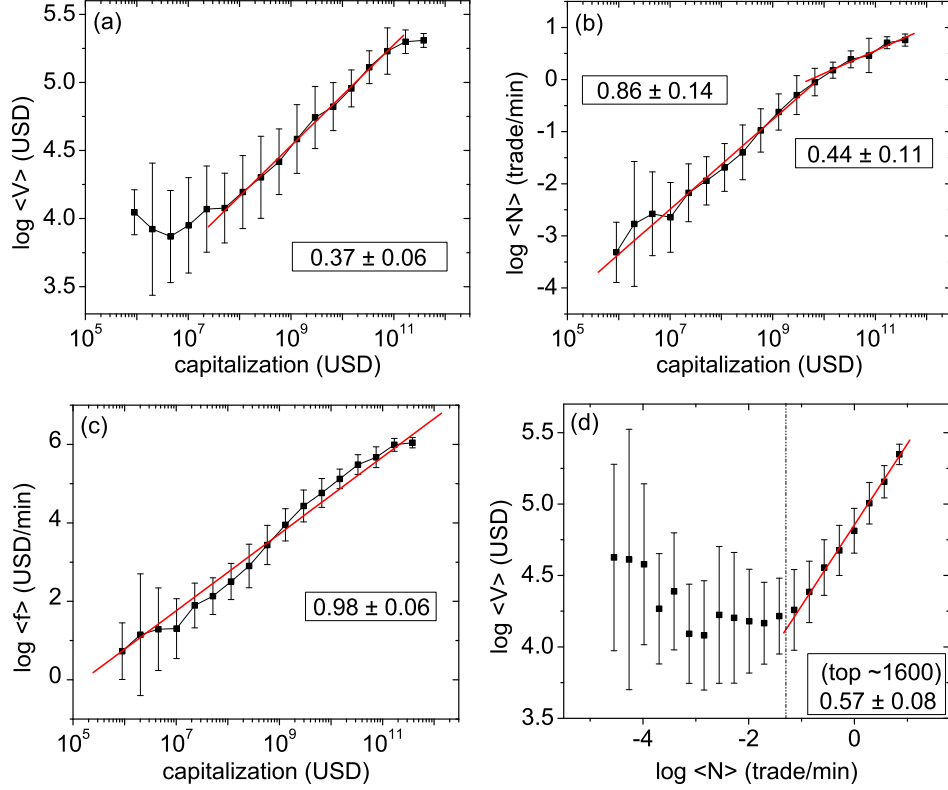 (a)
5.5
5.0
4.5
4.0
3.5
log <V> (USD)
0.37 ± 0.06
10^5 10^7 10^9 10^11
capitalization (USD)
(b)
1
0
-1
-2
-3
-4
log <N> (trade/min)
0.86 ± 0.14
0.44 ± 0.11
10^5 10^7 10^9 10^11
capitalization (USD)
(c)
6
4
2
0
log <f> (USD/min)
0.98 ± 0.06
10^5 10^7 10^9 10^11
capitalization (USD)
(d)
5.5
5.0
4.5
4.0
3.5
log <V> (USD)
(top ~1600)
0.57 ± 0.08
-4 -2 0
log <N> (trade/min)